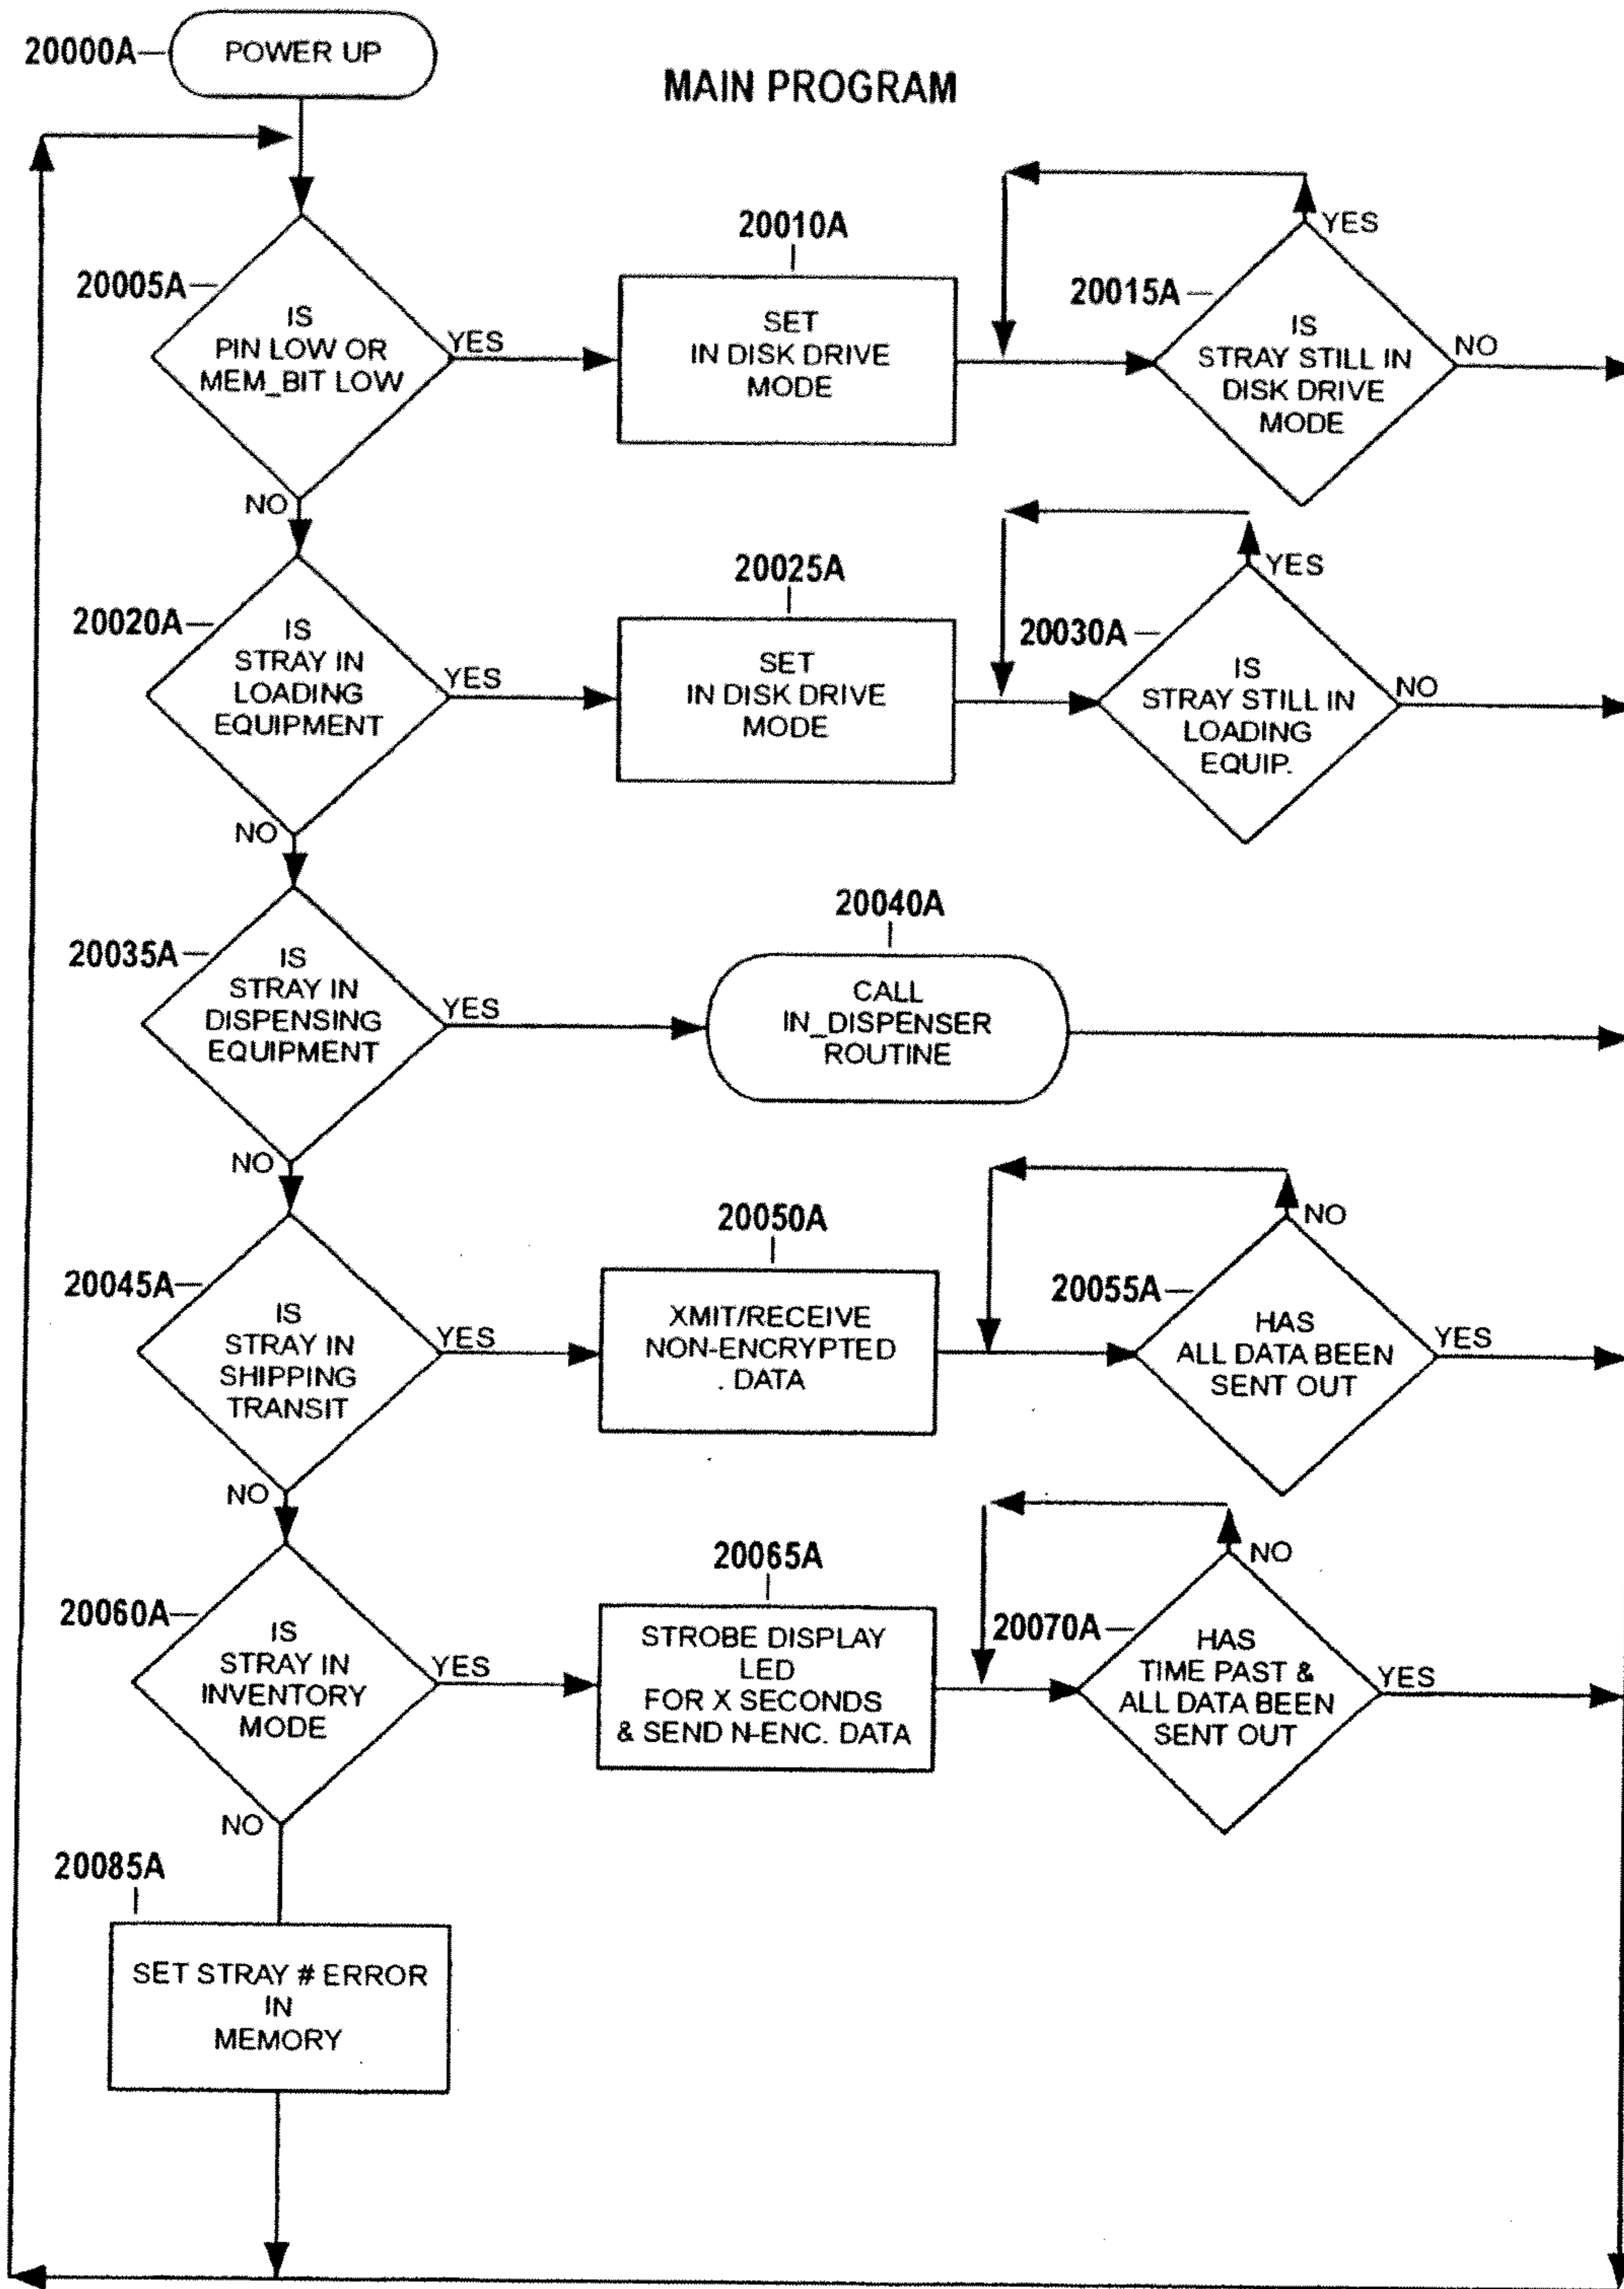 20000A
POWER UP
MAIN PROGRAM
20005A
IS
PIN LOW OR
MEM_BIT LOW
YES
NO
20010A
SET
IN DISK DRIVE
MODE
20015A
IS
STRAY STILL IN
DISK DRIVE
MODE
YES
NO
20020A
IS
STRAY IN
LOADING
EQUIPMENT
YES
NO
20025A
SET
IN DISK DRIVE
MODE
20030A
IS
STRAY STILL IN
LOADING
EQUIP.
YES
NO
20035A
IS
STRAY IN
DISPENSING
EQUIPMENT
YES
NO
20040A
CALL
IN_DISPENSER
ROUTINE
20045A
IS
STRAY IN
SHIPPING
TRANSIT
YES
NO
20050A
XMIT/RECEIVE
NON-ENCRYPTED
DATA
20055A
HAS
ALL DATA BEEN
SENT OUT
NO
YES
20060A
IS
STRAY IN
INVENTORY
MODE
YES
NO
20065A
STROBE DISPLAY
LED
FOR X SECONDS
& SEND N-ENC. DATA
20070A
HAS
TIME PAST &
ALL DATA BEEN
SENT OUT
NO
YES
20085A
SET STRAY # ERROR
IN
MEMORY